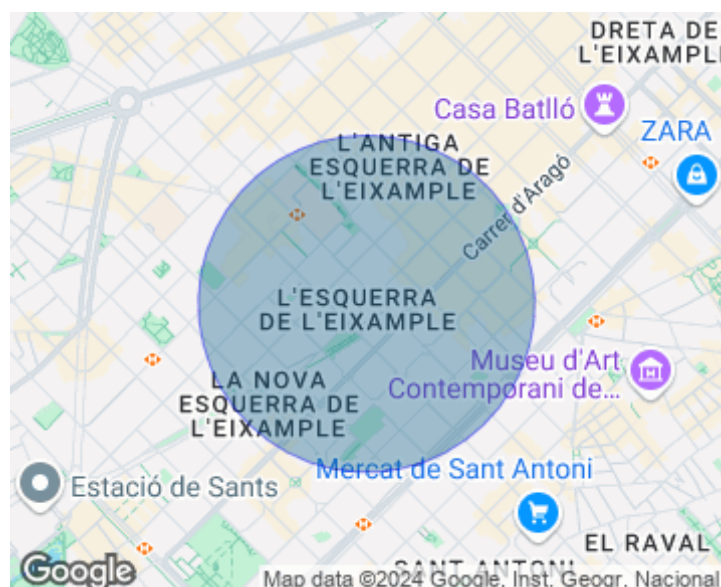 DRETA DE
L'EIXAMPLE
Casa Batlló
ZARA
L'ANTIGA
ESQUERRA DE
L'EIXAMPLE
Carrer d'Aragó
L'ESQUERRA
DE L'EIXAMPLE
Museu d'Art
Contemporani de...
LA NOVA
ESQUERRA DE
L'EIXAMPLE
Mercat de Sant Antoni
Estació de Sants
EL RAVAL
SANT ANTONI
Google
Map data ©2024 Google, Inst. Geogr. Nacional